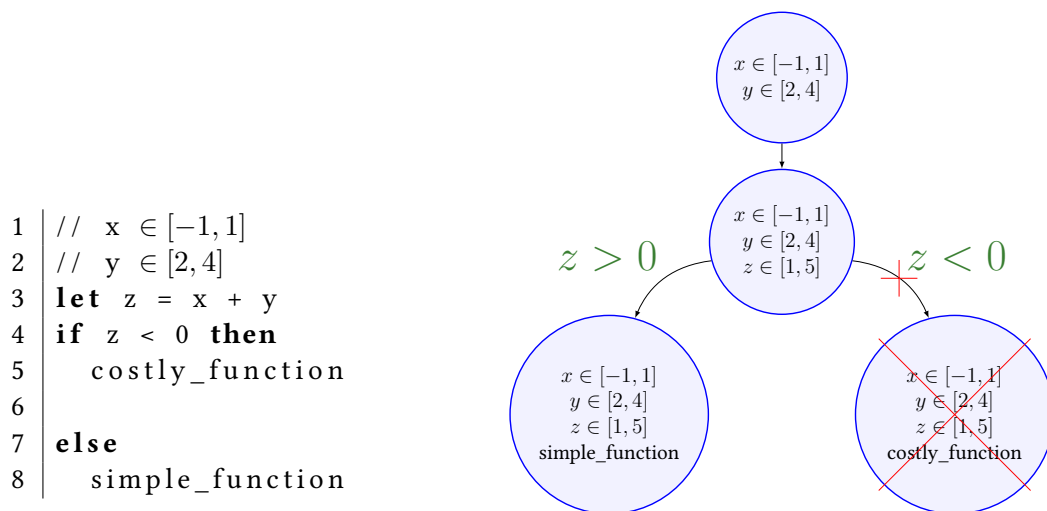 1 // x ∈ [−1, 1]
2 // y ∈ [2, 4]
3 let z = x + y
4 if z < 0 then
5 costly_function
6
7 else
8 simple_function
x ∈ [−1, 1]
y ∈ [2, 4]
x ∈ [−1, 1]
y ∈ [2, 4]
z ∈ [1, 5]
z > 0
z < 0
x ∈ [−1, 1]
y ∈ [2, 4]
z ∈ [1, 5]
simple_function
x ∈ [−1, 1]
y ∈ [2, 4]
z ∈ [1, 5]
costly_function